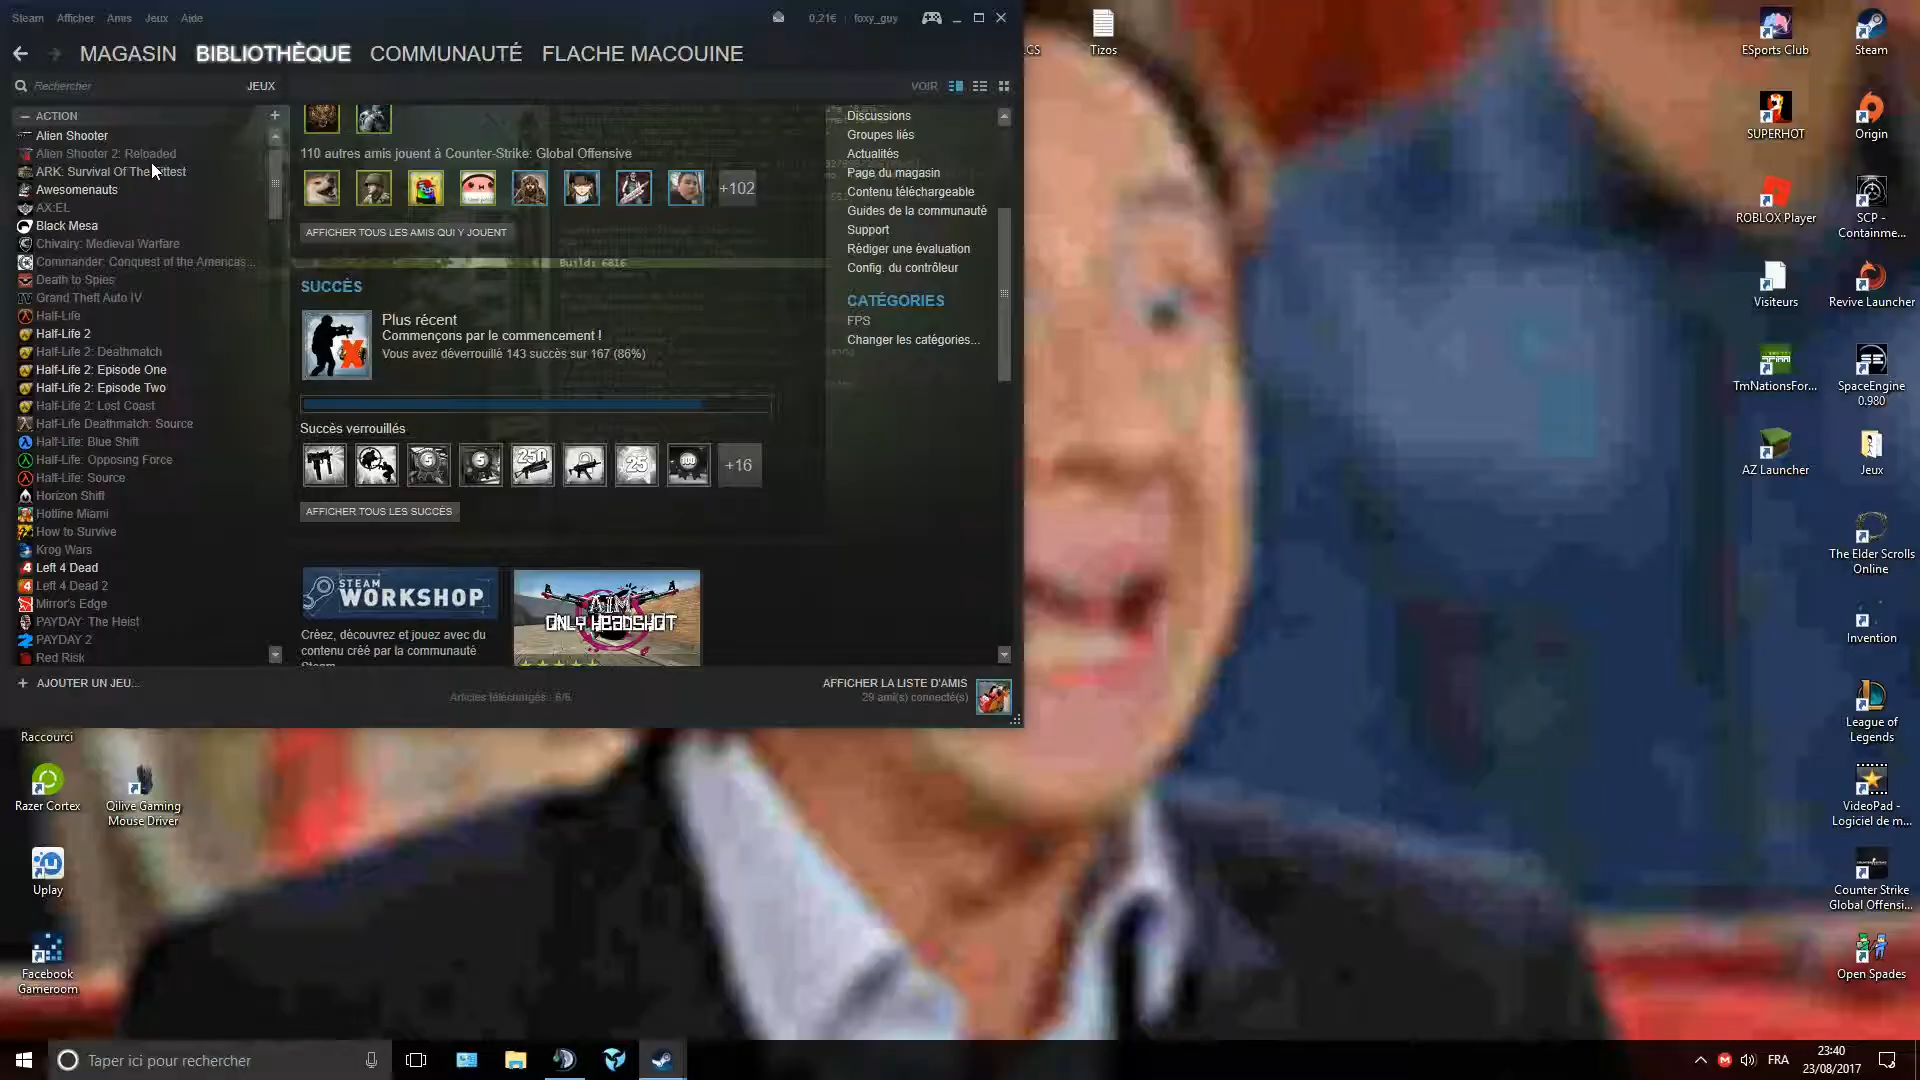 Steam Afficher Amis Jeux Aide
0,21€ foxy_guy
MAGASIN BIBLIOTHÈQUE COMMUNAUTÉ FLACHE MACOUINE
Rechercher JEUX
VOIR
ACTION
Alien Shooter
Alien Shooter 2: Reloaded
ARK: Survival Of The Fittest
Awesomenauts
AX:EL
Black Mesa
Chivalry: Medieval Warfare
Commander: Conquest of the Americas...
Death to Spies
Grand Theft Auto IV
Half-Life
Half-Life 2
Half-Life 2: Deathmatch
Half-Life 2: Episode One
Half-Life 2: Episode Two
Half-Life 2: Lost Coast
Half-Life Deathmatch: Source
Half-Life: Blue Shift
Half-Life: Opposing Force
Half-Life: Source
Horizon Shift
Hotline Miami
How to Survive
Krog Wars
Left 4 Dead
Left 4 Dead 2
Mirror's Edge
PAYDAY: The Heist
PAYDAY 2
Red Risk
+ AJOUTER UN JEU...
110 autres amis jouent à Counter-Strike: Global Offensive
+102
AFFICHER TOUS LES AMIS QUI Y JOUENT
Build: 6816
SUCCÈS
Plus récent
Commençons par le commencement !
Vous avez déverrouillé 143 succès sur 167 (86%)
Succès verrouillés
5
5
250
25
100
+16
AFFICHER TOUS LES SUCCÈS
STEAM
WORKSHOP
Créez, découvrez et jouez avec du
contenu créé par la communauté
Steam
AIM
ONLY HEADSHOT
Discussions
Groupes liés
Actualités
Page du magasin
Contenu téléchargeable
Guides de la communauté
Support
Rédiger une évaluation
Config. du contrôleur
CATÉGORIES
FPS
Changer les catégories...
Articles téléchargés : 6/6
AFFICHER LA LISTE D'AMIS
29 ami(s) connecté(s)
Tizos
ESports Club
Steam
SUPERHOT
Origin
ROBLOX Player
SCP -
Containme...
Visiteurs
Revive Launcher
TmNationsFor...
SpaceEngine
0.980
AZ Launcher
Jeux
The Elder Scrolls
Online
Invention
League of
Legends
VideoPad -
Logiciel de m...
Counter Strike
Global Offensi...
Open Spades
Raccourci
Razer Cortex
Qilive Gaming
Mouse Driver
Uplay
Facebook
Gameroom
Taper ici pour rechercher
FRA
23:40
23/08/2017